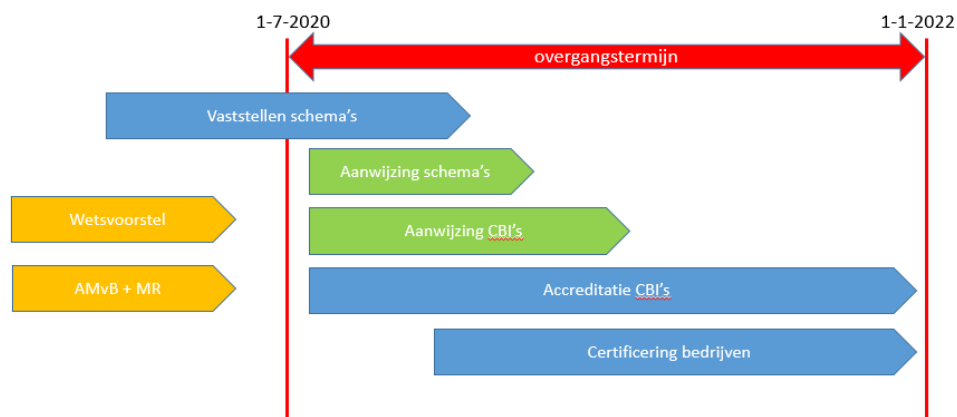 1-7-2020
1-1-2022
overgangstermijn
Vaststellen schema's
Aanwijzing schema's
Wetsvoorstel
Aanwijzing CBI's
AMvB + MR
Accreditatie CBI's
Certificering bedrijven